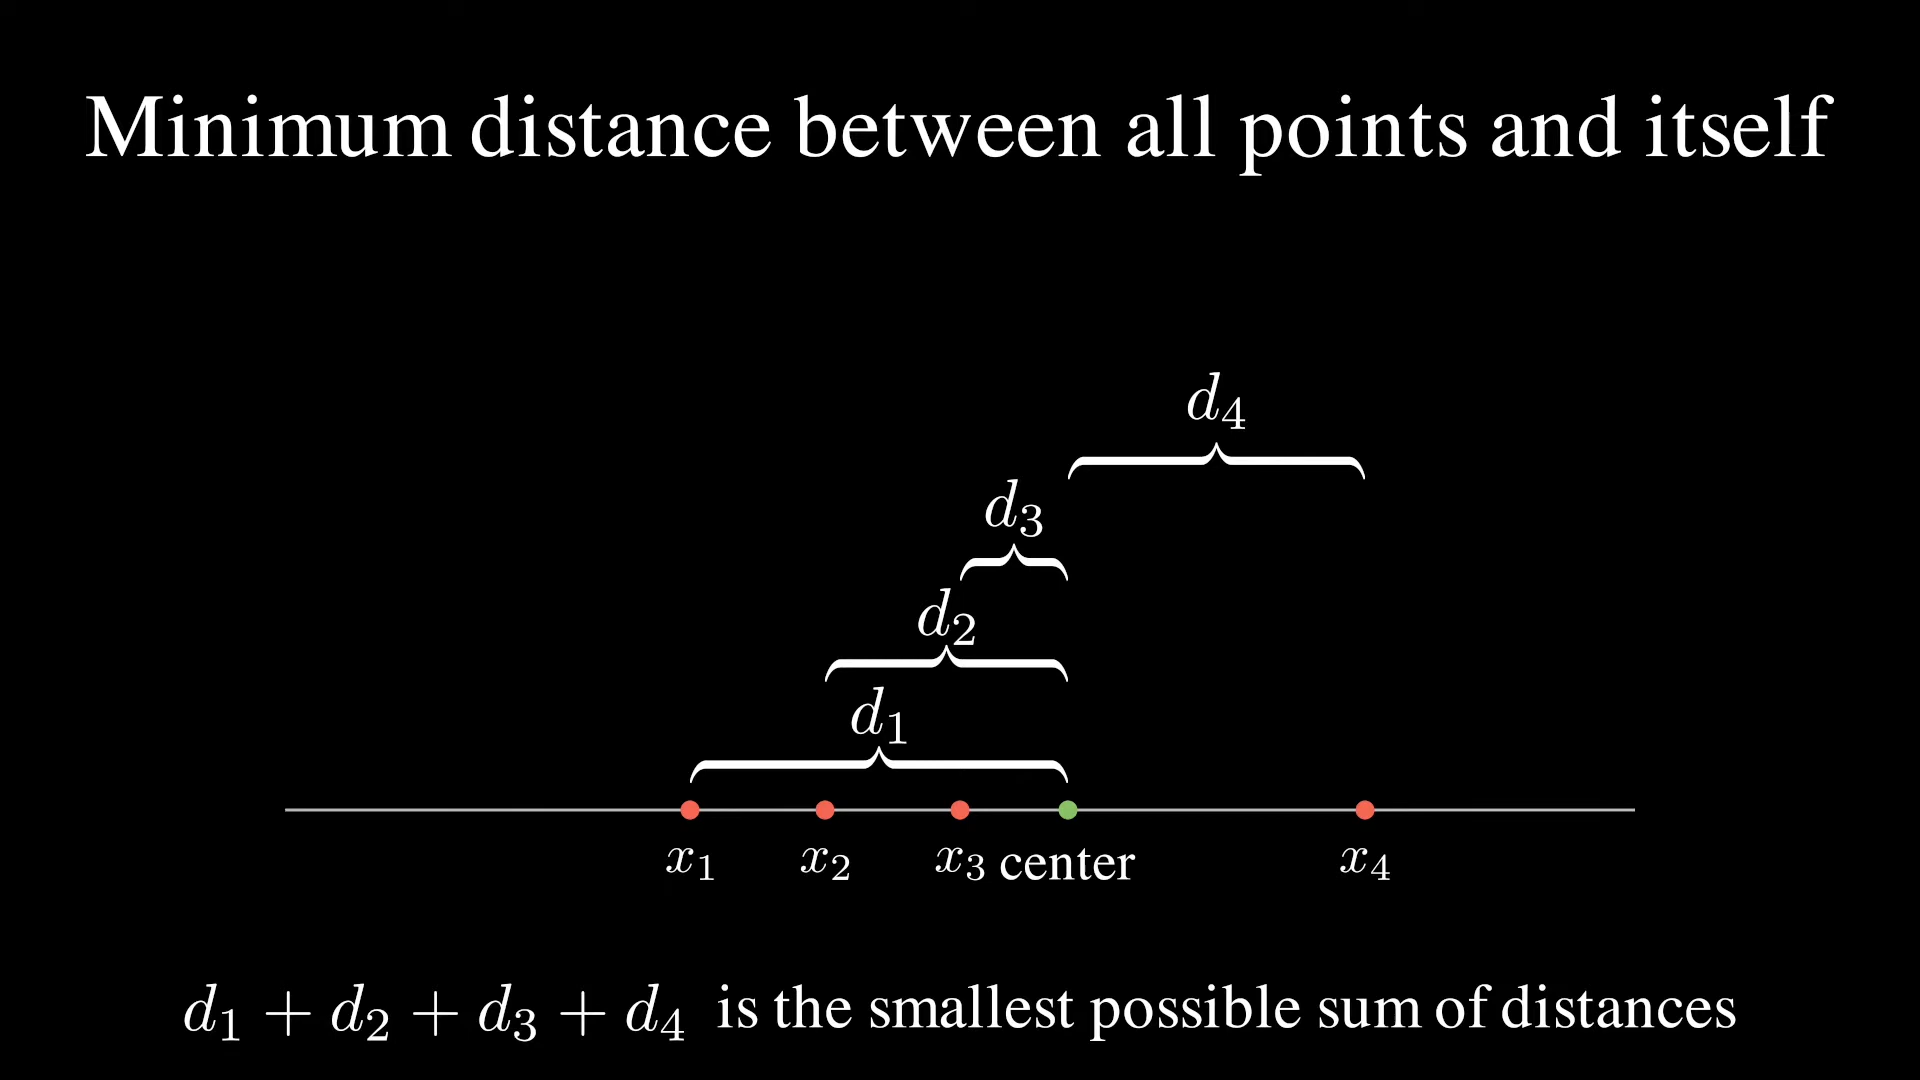 Minimum distance between all points and itself
d₄
d₃
d₂
d₁
x₁ x₂ x₃ center x₄
d₁ + d₂ + d₃ + d₄ is the smallest possible sum of distances